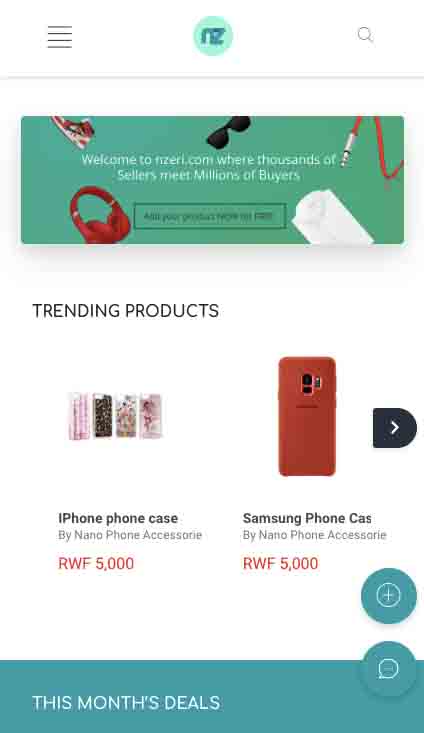 nz
Welcome to nzeri.com where thousands of
Sellers meet Millions of Buyers
Add your product NOW for FREE
TRENDING PRODUCTS
IPhone phone case
By Nano Phone Accessorie
RWF 5,000
Samsung Phone Cas
By Nano Phone Accessorie
RWF 5,000
THIS MONTH'S DEALS